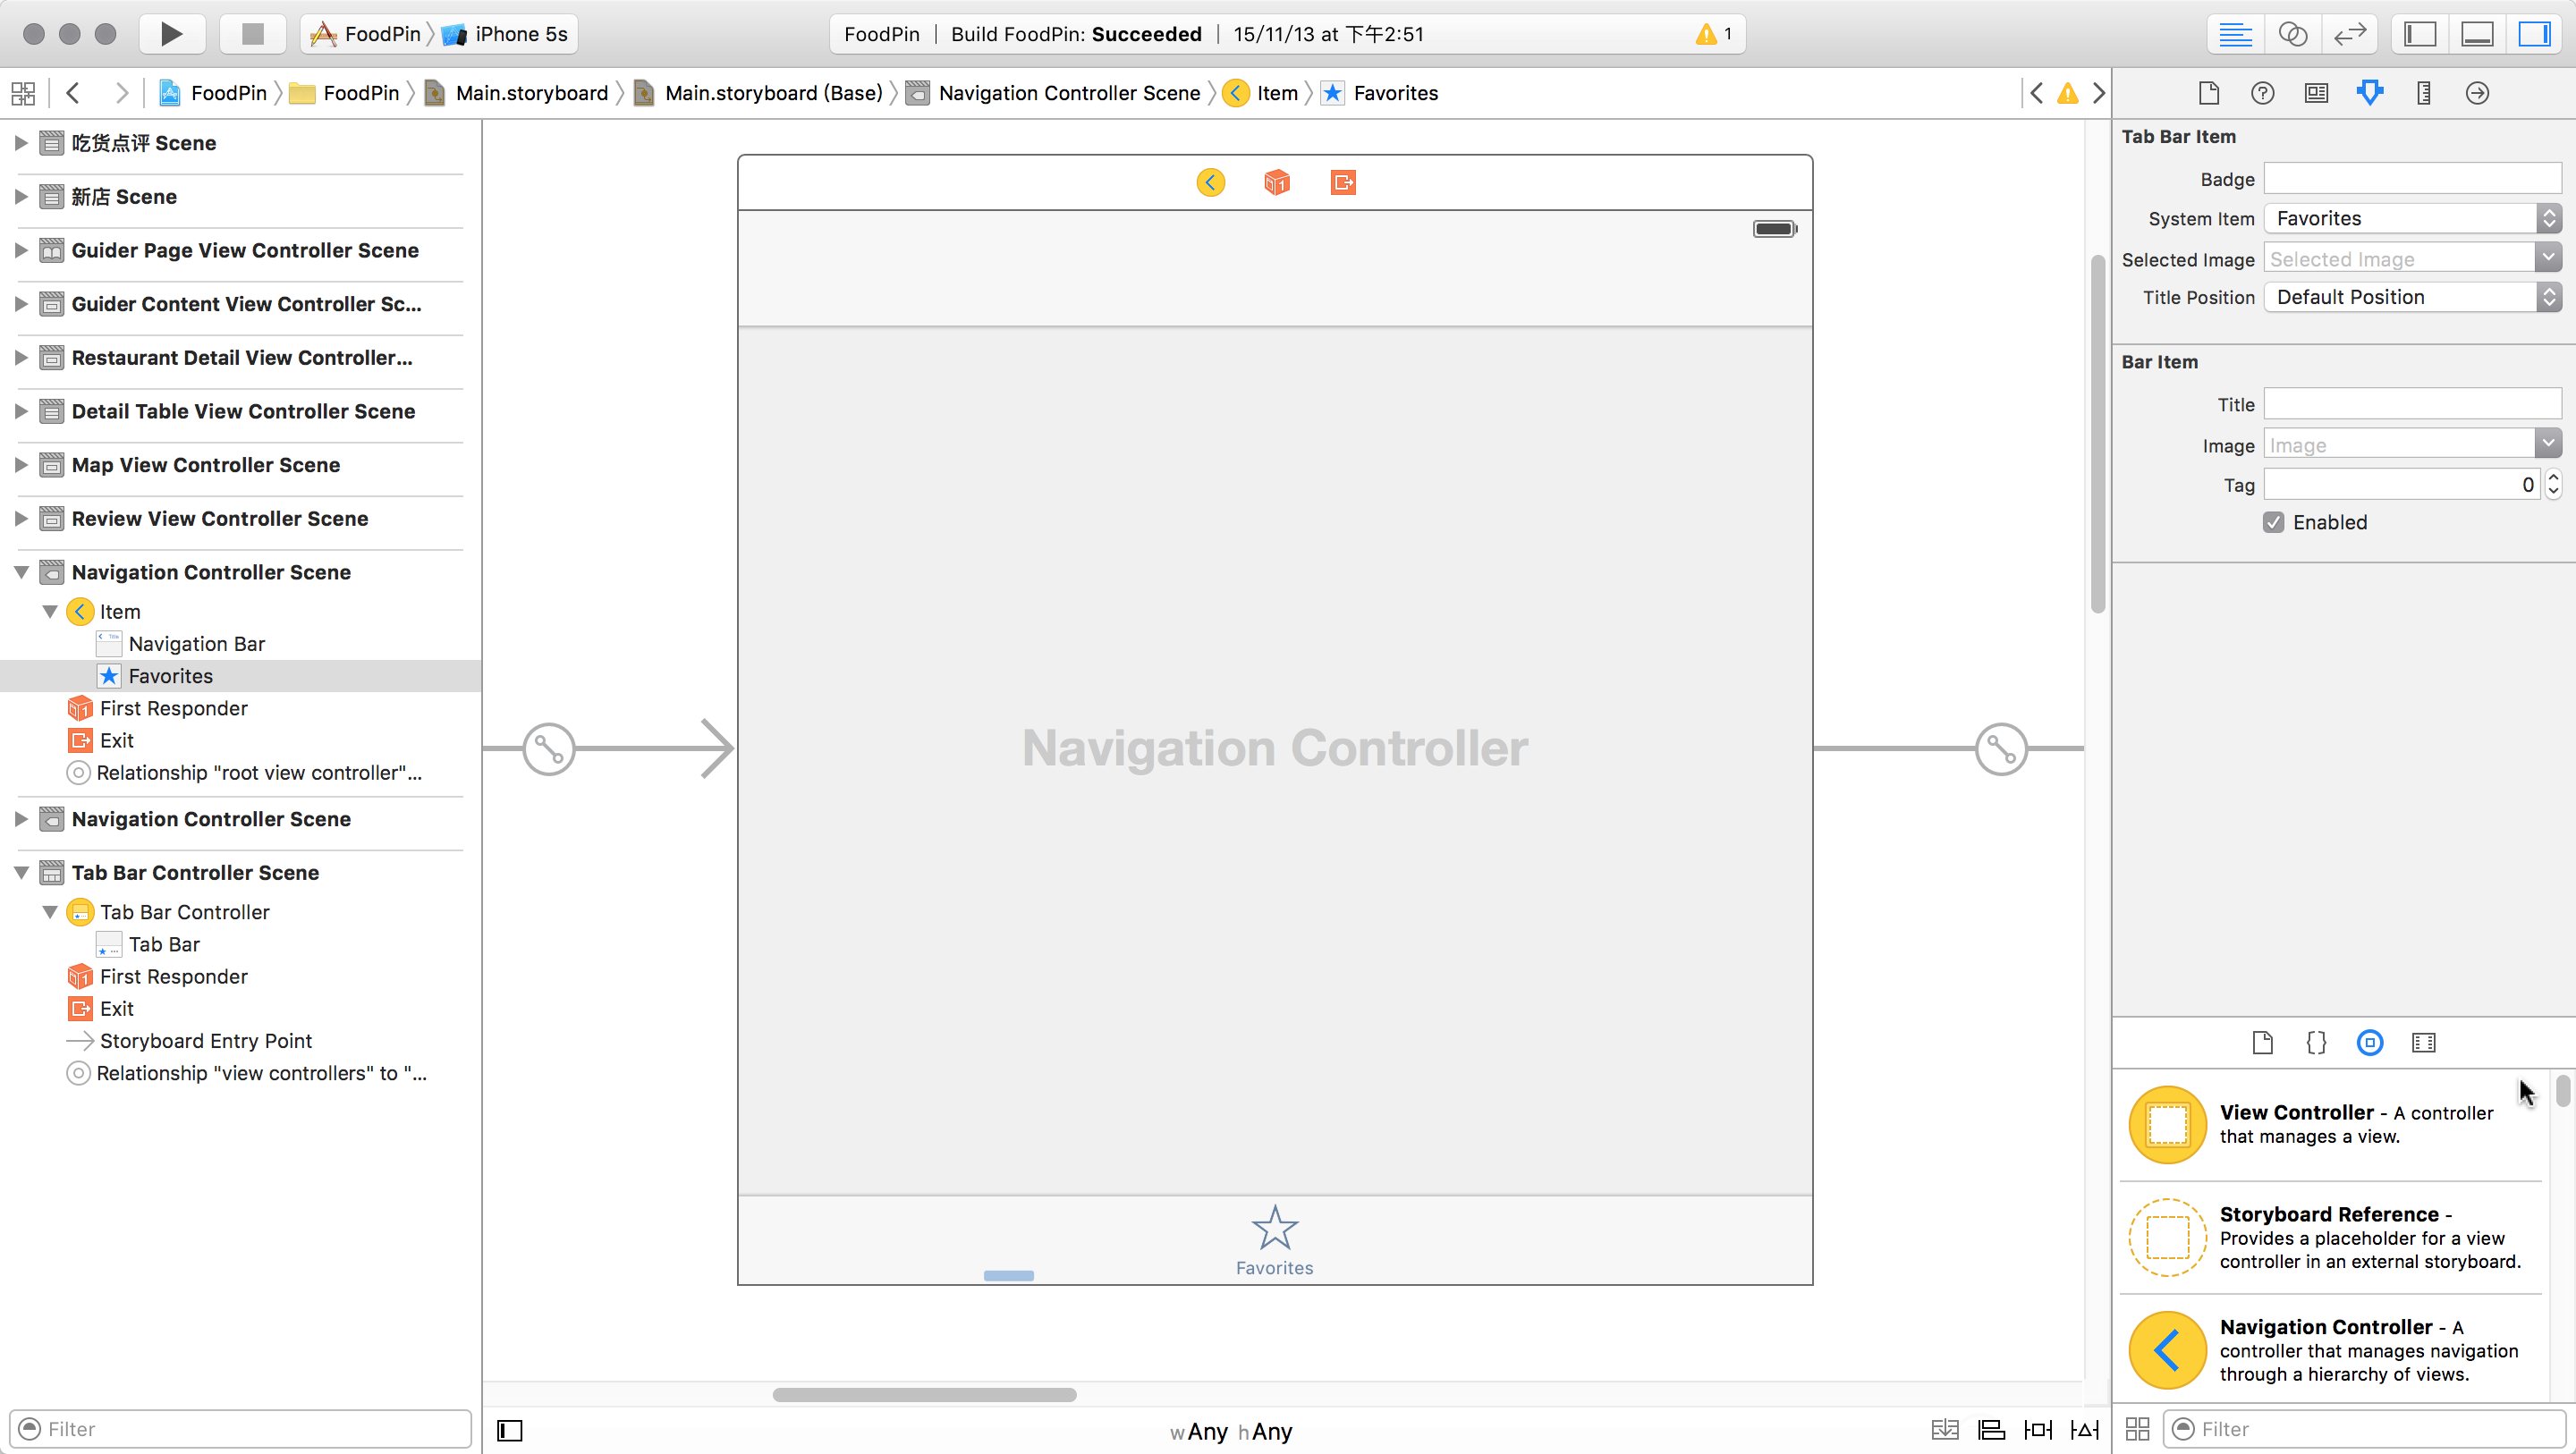 FoodPin
iPhone 5s
FoodPin | Build FoodPin: Succeeded | 15/11/13 at 下午2:51
1
FoodPin
FoodPin
Main.storyboard
Main.storyboard (Base)
Navigation Controller Scene
Item
Favorites
吃货点评 Scene
新店 Scene
Guider Page View Controller Scene
Guider Content View Controller Sc...
Restaurant Detail View Controller...
Detail Table View Controller Scene
Map View Controller Scene
Review View Controller Scene
Navigation Controller Scene
Item
Navigation Bar
Favorites
First Responder
Exit
Relationship "root view controller"...
Navigation Controller Scene
Tab Bar Controller Scene
Tab Bar Controller
Tab Bar
First Responder
Exit
Storyboard Entry Point
Relationship "view controllers" to "...
Filter
Navigation Controller
Favorites
wAny hAny
Tab Bar Item
Badge
System Item Favorites
Selected Image Selected Image
Title Position Default Position
Bar Item
Title
Image Image
Tag 0
Enabled
View Controller - A controller
that manages a view.
Storyboard Reference -
Provides a placeholder for a view
controller in an external storyboard.
Navigation Controller - A
controller that manages navigation
through a hierarchy of views.
Filter